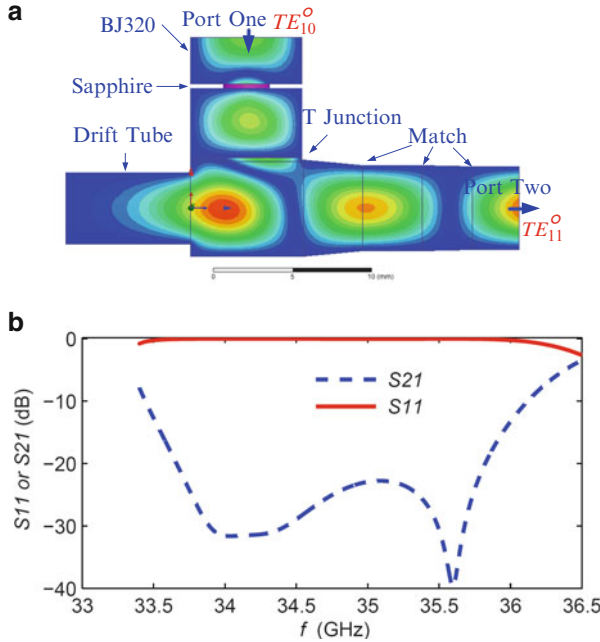 a
BJ320
Port One
TE10^O
Sapphire
T Junction
Drift Tube
Match
Port Two
TE11^O
0 5 10 (mm)
b
S11 or S21 (dB)
0
−10
−20
−30
−40
S21
S11
33 33.5 34 34.5 35 35.5 36 36.5
f (GHz)